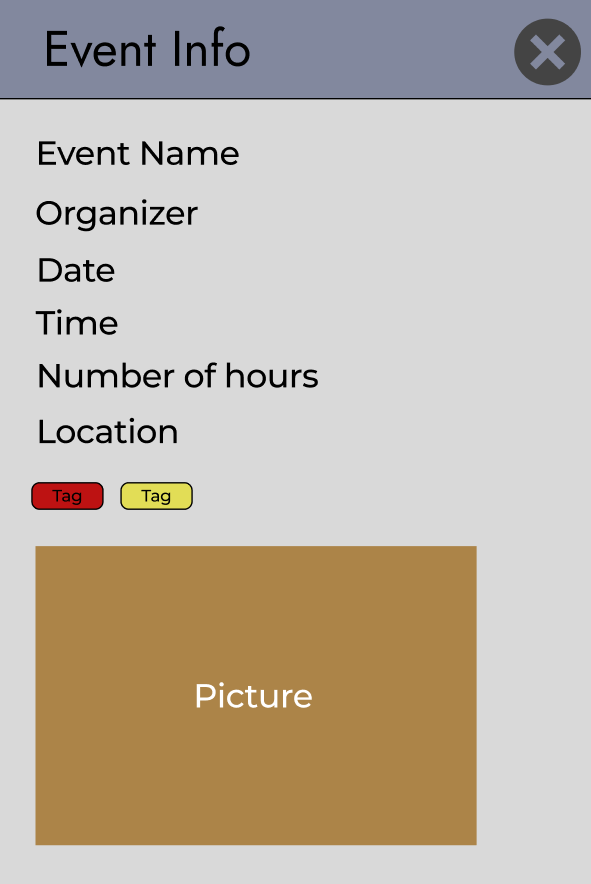 Event Info
Event Name
Organizer
Date
Time
Number of hours
Location
Tag Tag
Picture